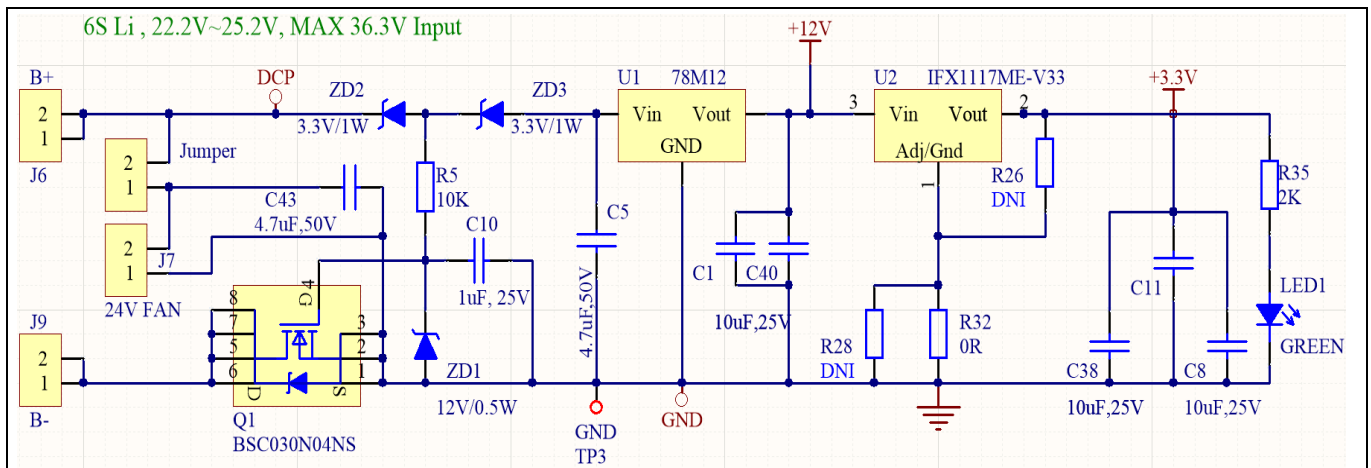 6S Li , 22.2V~25.2V, MAX 36.3V Input
+12V
B+
DCP
ZD2
ZD3
U1
78M12
U2
IFX1117ME-V33
+3.3V
2
1
3.3V/1W
3.3V/1W
Vin
Vout
GND
3
Vin
Vout
2
Adj/Gnd
1
J6
2
1
Jumper
C43
4.7uF,50V
R5
10K
C10
1uF, 25V
C5
4.7uF,50V
C1
C40
10uF,25V
R26
DNI
R35
2K
2
1
J7
24V FAN
J9
2
1
B-
8
7
5
6
D
4
G
3
2
1
S
Q1
BSC030N04NS
ZD1
12V/0.5W
GND
TP3
GND
R28
DNI
R32
0R
C11
C38
10uF,25V
C8
10uF,25V
LED1
GREEN